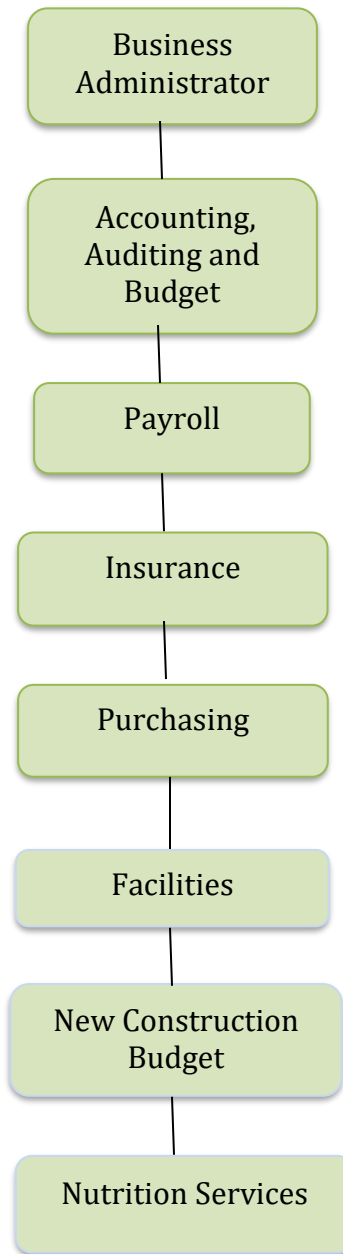 Business
Administrator
Accounting,
Auditing and
Budget
Payroll
Insurance
Purchasing
Facilities
New Construction
Budget
Nutrition Services